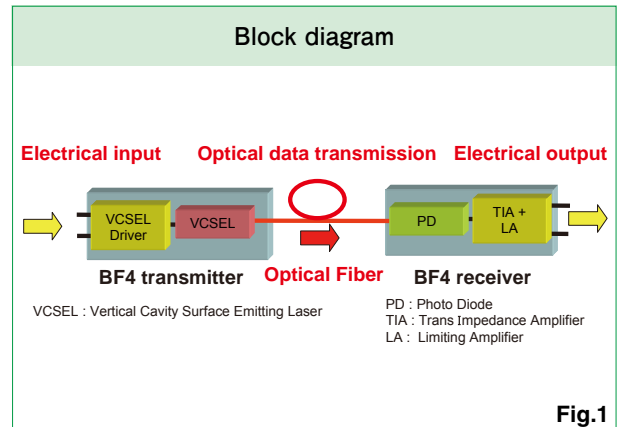 Block diagram
Electrical input
Optical data transmission
Electrical output
VCSEL
Driver
VCSEL
PD
TIA +
LA
BF4 transmitter
Optical Fiber
BF4 receiver
VCSEL : Vertical Cavity Surface Emitting Laser
PD : Photo Diode
TIA : Trans Impedance Amplifier
LA : Limiting Amplifier
Fig.1